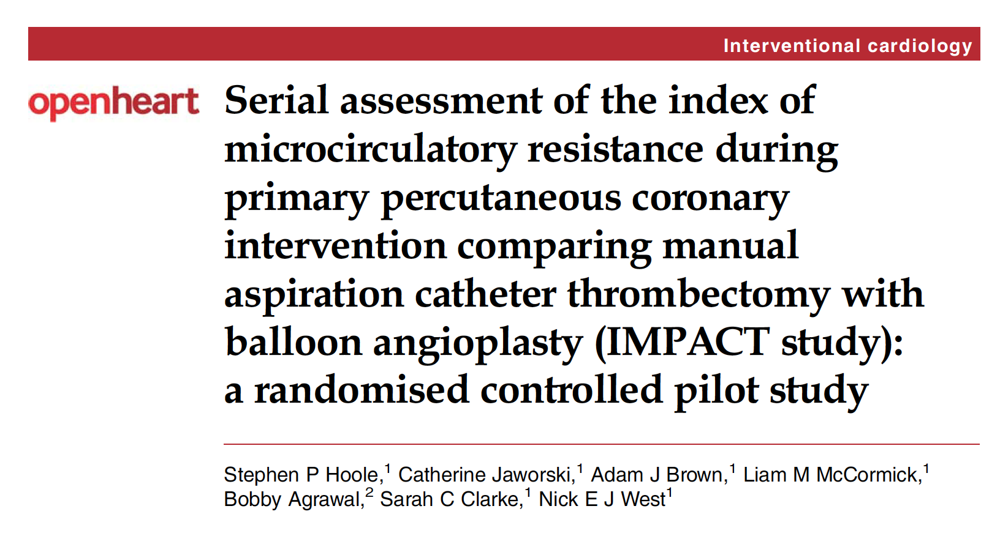 Interventional cardiology
openheart
Serial assessment of the index of
microcirculatory resistance during
primary percutaneous coronary
intervention comparing manual
aspiration catheter thrombectomy with
balloon angioplasty (IMPACT study):
a randomised controlled pilot study
Stephen P Hoole,¹ Catherine Jaworski,¹ Adam J Brown,¹ Liam M McCormick,¹
Bobby Agrawal,² Sarah C Clarke,¹ Nick E J West¹